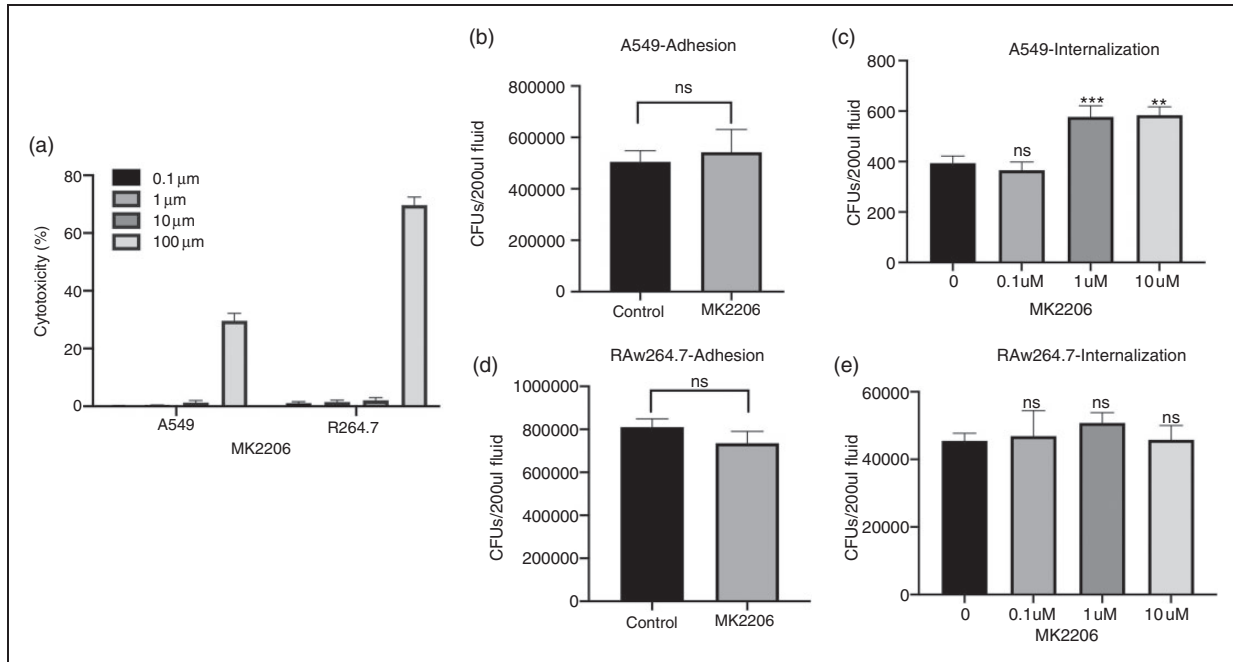 (a)
0.1 μm
1 μm
10 μm
100 μm
Cytotoxicity (%)
80
60
40
20
0
A549
R264.7
MK2206
(b)
A549-Adhesion
CFUs/200ul fluid
800000
600000
400000
200000
0
ns
Control
MK2206
(c)
A549-Internalization
CFUs/200ul fluid
800
600
400
200
0
ns
***
**
0
0.1uM
1uM
10uM
MK2206
(d)
RAw264.7-Adhesion
CFUs/200ul fluid
1000000
800000
600000
400000
200000
0
ns
Control
MK2206
(e)
RAw264.7-Internalization
CFUs/200ul fluid
60000
40000
20000
0
ns
ns
ns
0
0.1uM
1uM
10uM
MK2206